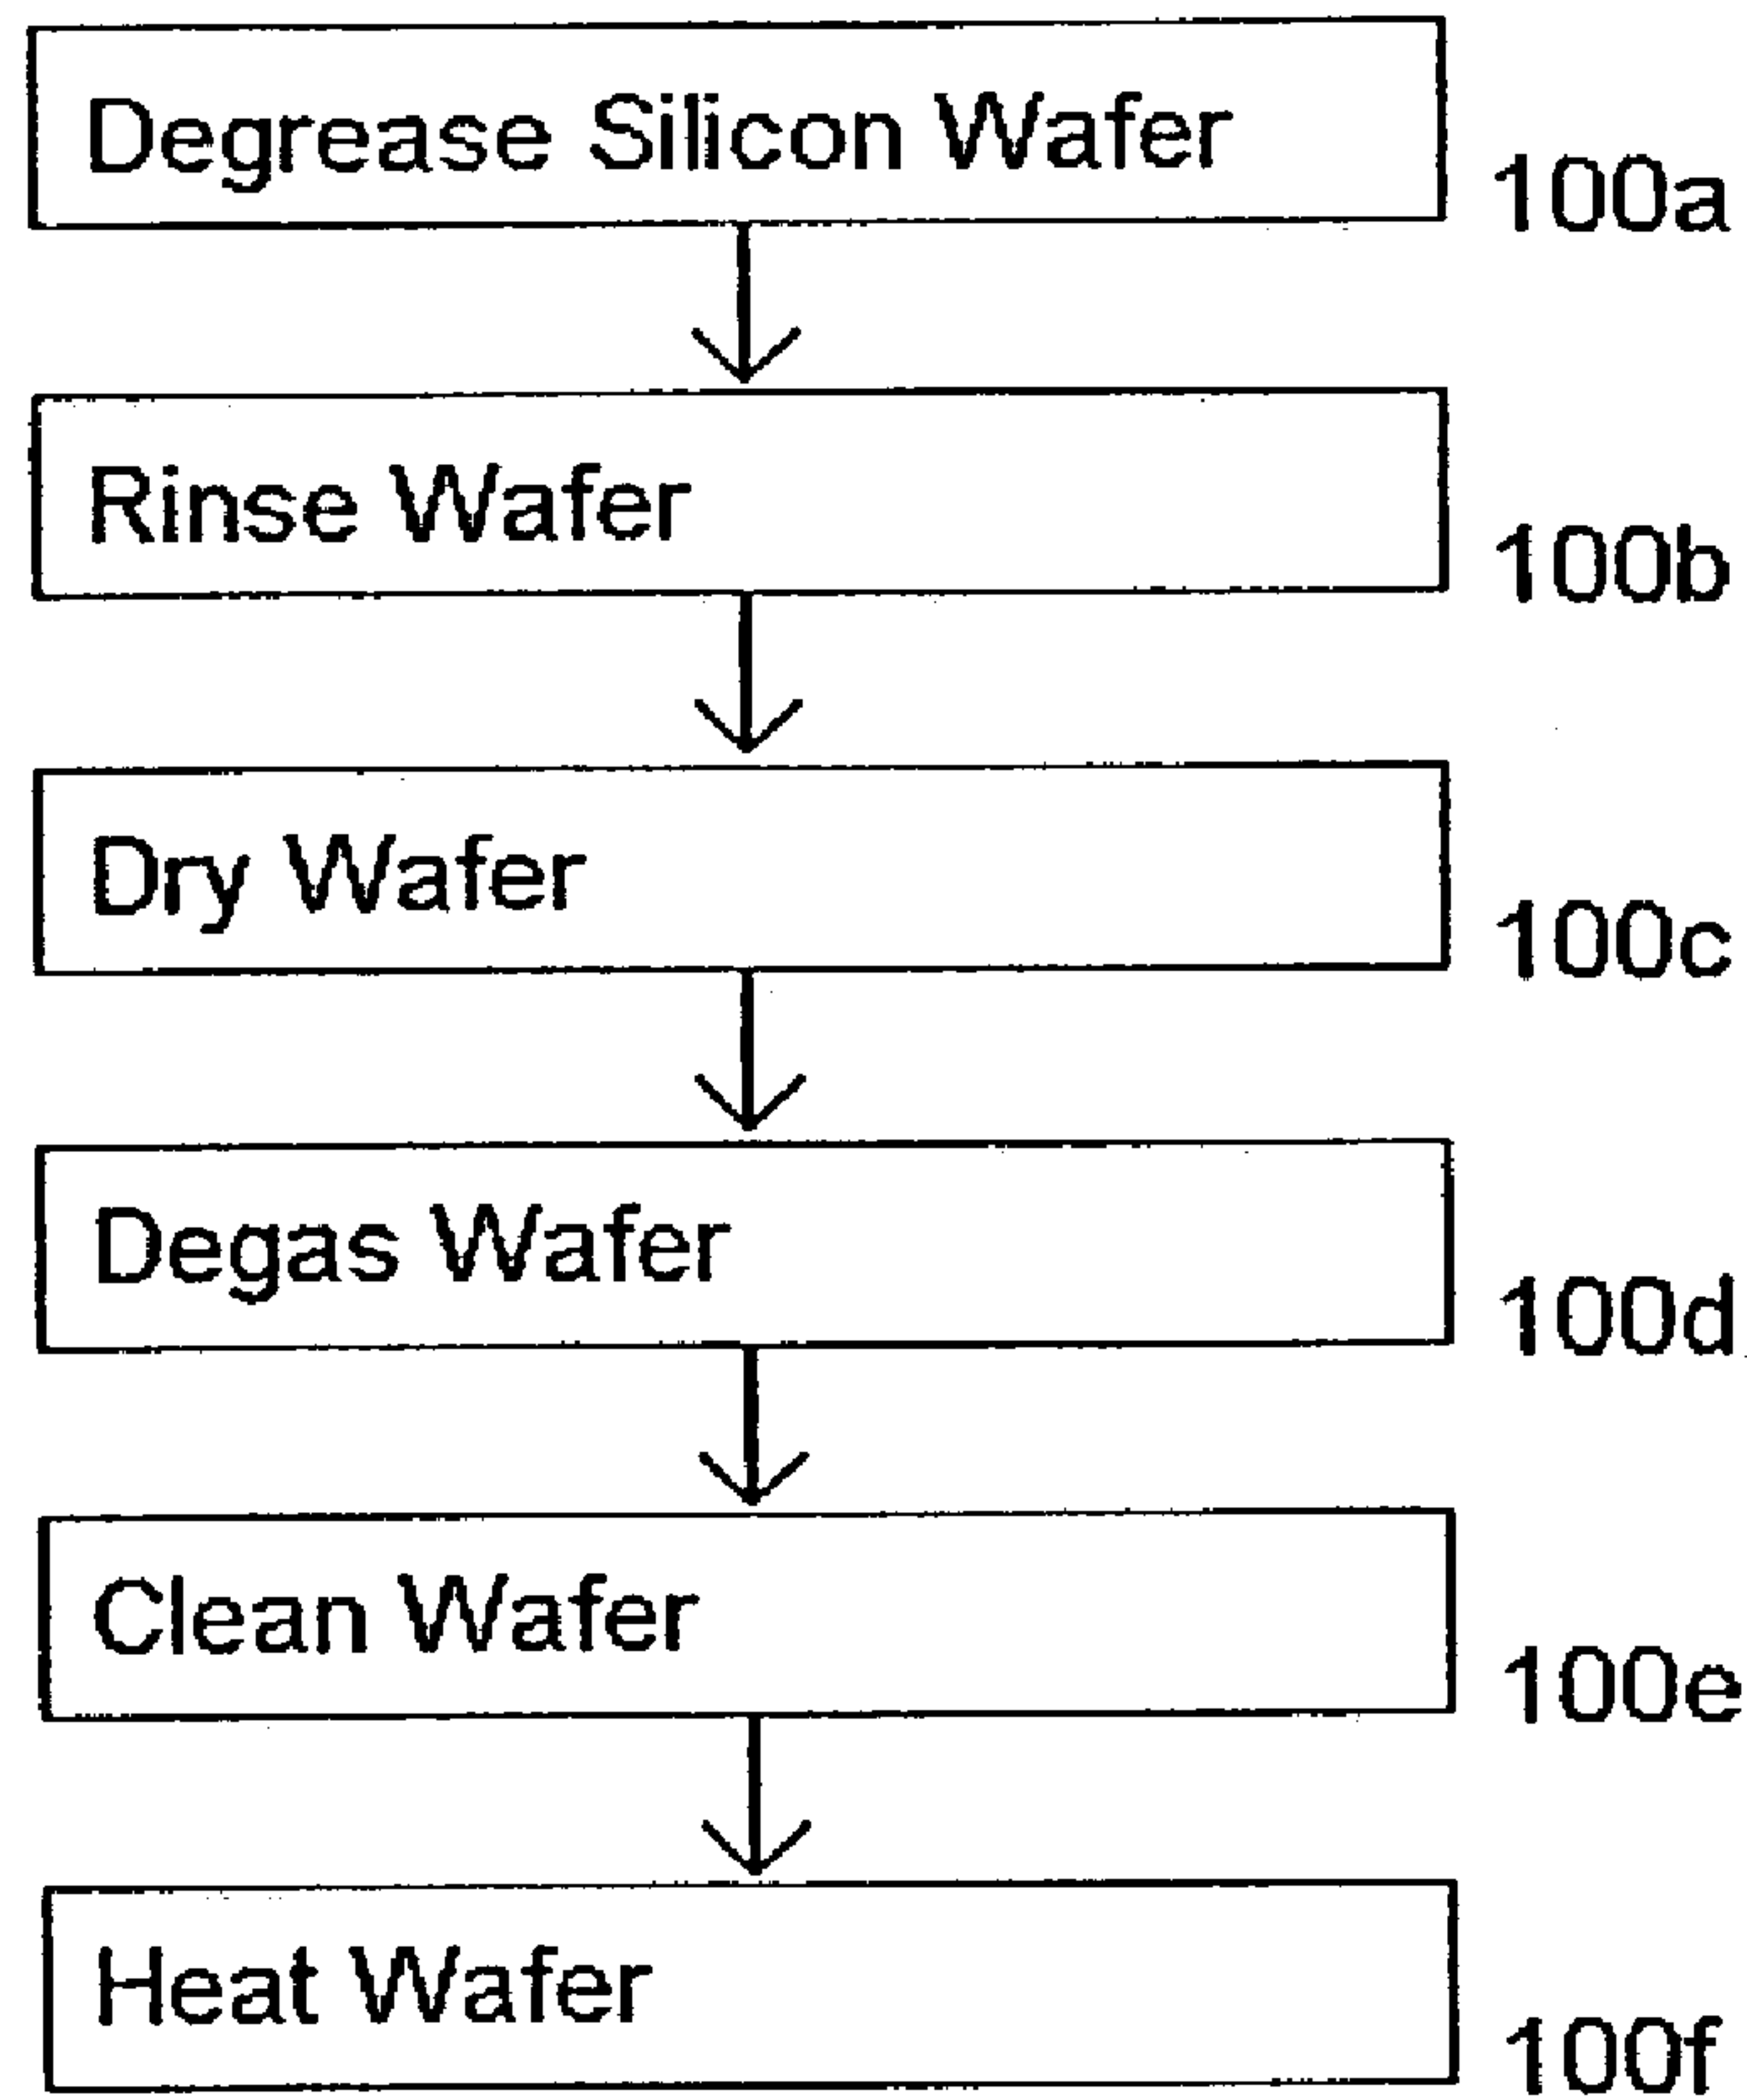 Degrease Silicon Wafer
100a
Rinse Wafer
100b
Dry Wafer
100c
Degas Wafer
100d
Clean Wafer
100e
Heat Wafer
100f